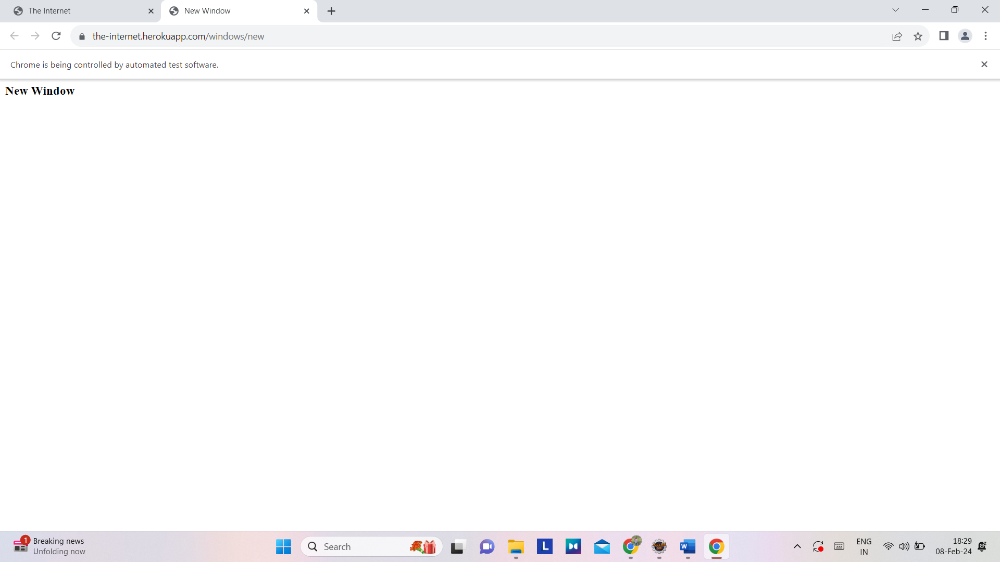 The Internet
New Window
the-internet.herokuapp.com/windows/new
Chrome is being controlled by automated test software.
New Window
1
Breaking news
Unfolding now
Search
L
W
ENG
IN
18:29
08-Feb-24